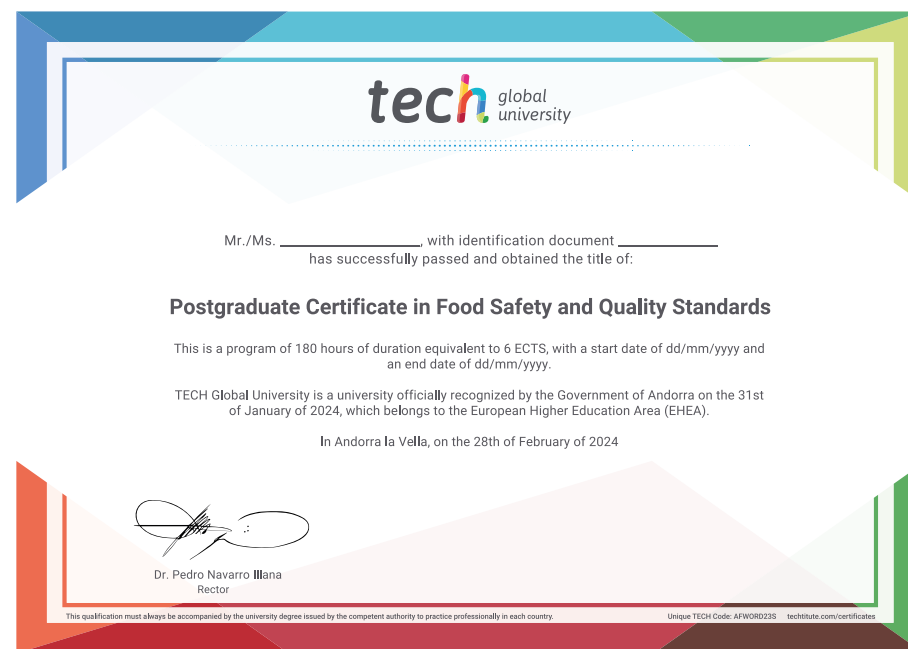 tech global university
Mr./Ms. ____________, with identification document ____________
has successfully passed and obtained the title of:
Postgraduate Certificate in Food Safety and Quality Standards
This is a program of 180 hours of duration equivalent to 6 ECTS, with a start date of dd/mm/yyyy and
an end date of dd/mm/yyyy.
TECH Global University is a university officially recognized by the Government of Andorra on the 31st
of January of 2024, which belongs to the European Higher Education Area (EHEA).
In Andorra la Vella, on the 28th of February of 2024
Dr. Pedro Navarro Illana
Rector
This qualification must always be accompanied by the university degree issued by the competent authority to practice professionally in each country.
Unique TECH Code: AFWORD23S techtitute.com/certificates